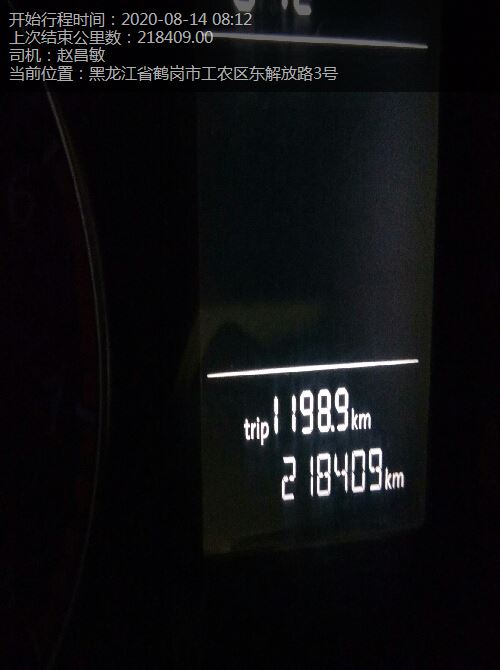 开始行程时间：2020-08-14 08:12
上次结束公里数：218409.00
司机：赵昌敏
当前位置：黑龙江省鹤岗市工农区东解放路3号
trip 1198.9 km
218409 km